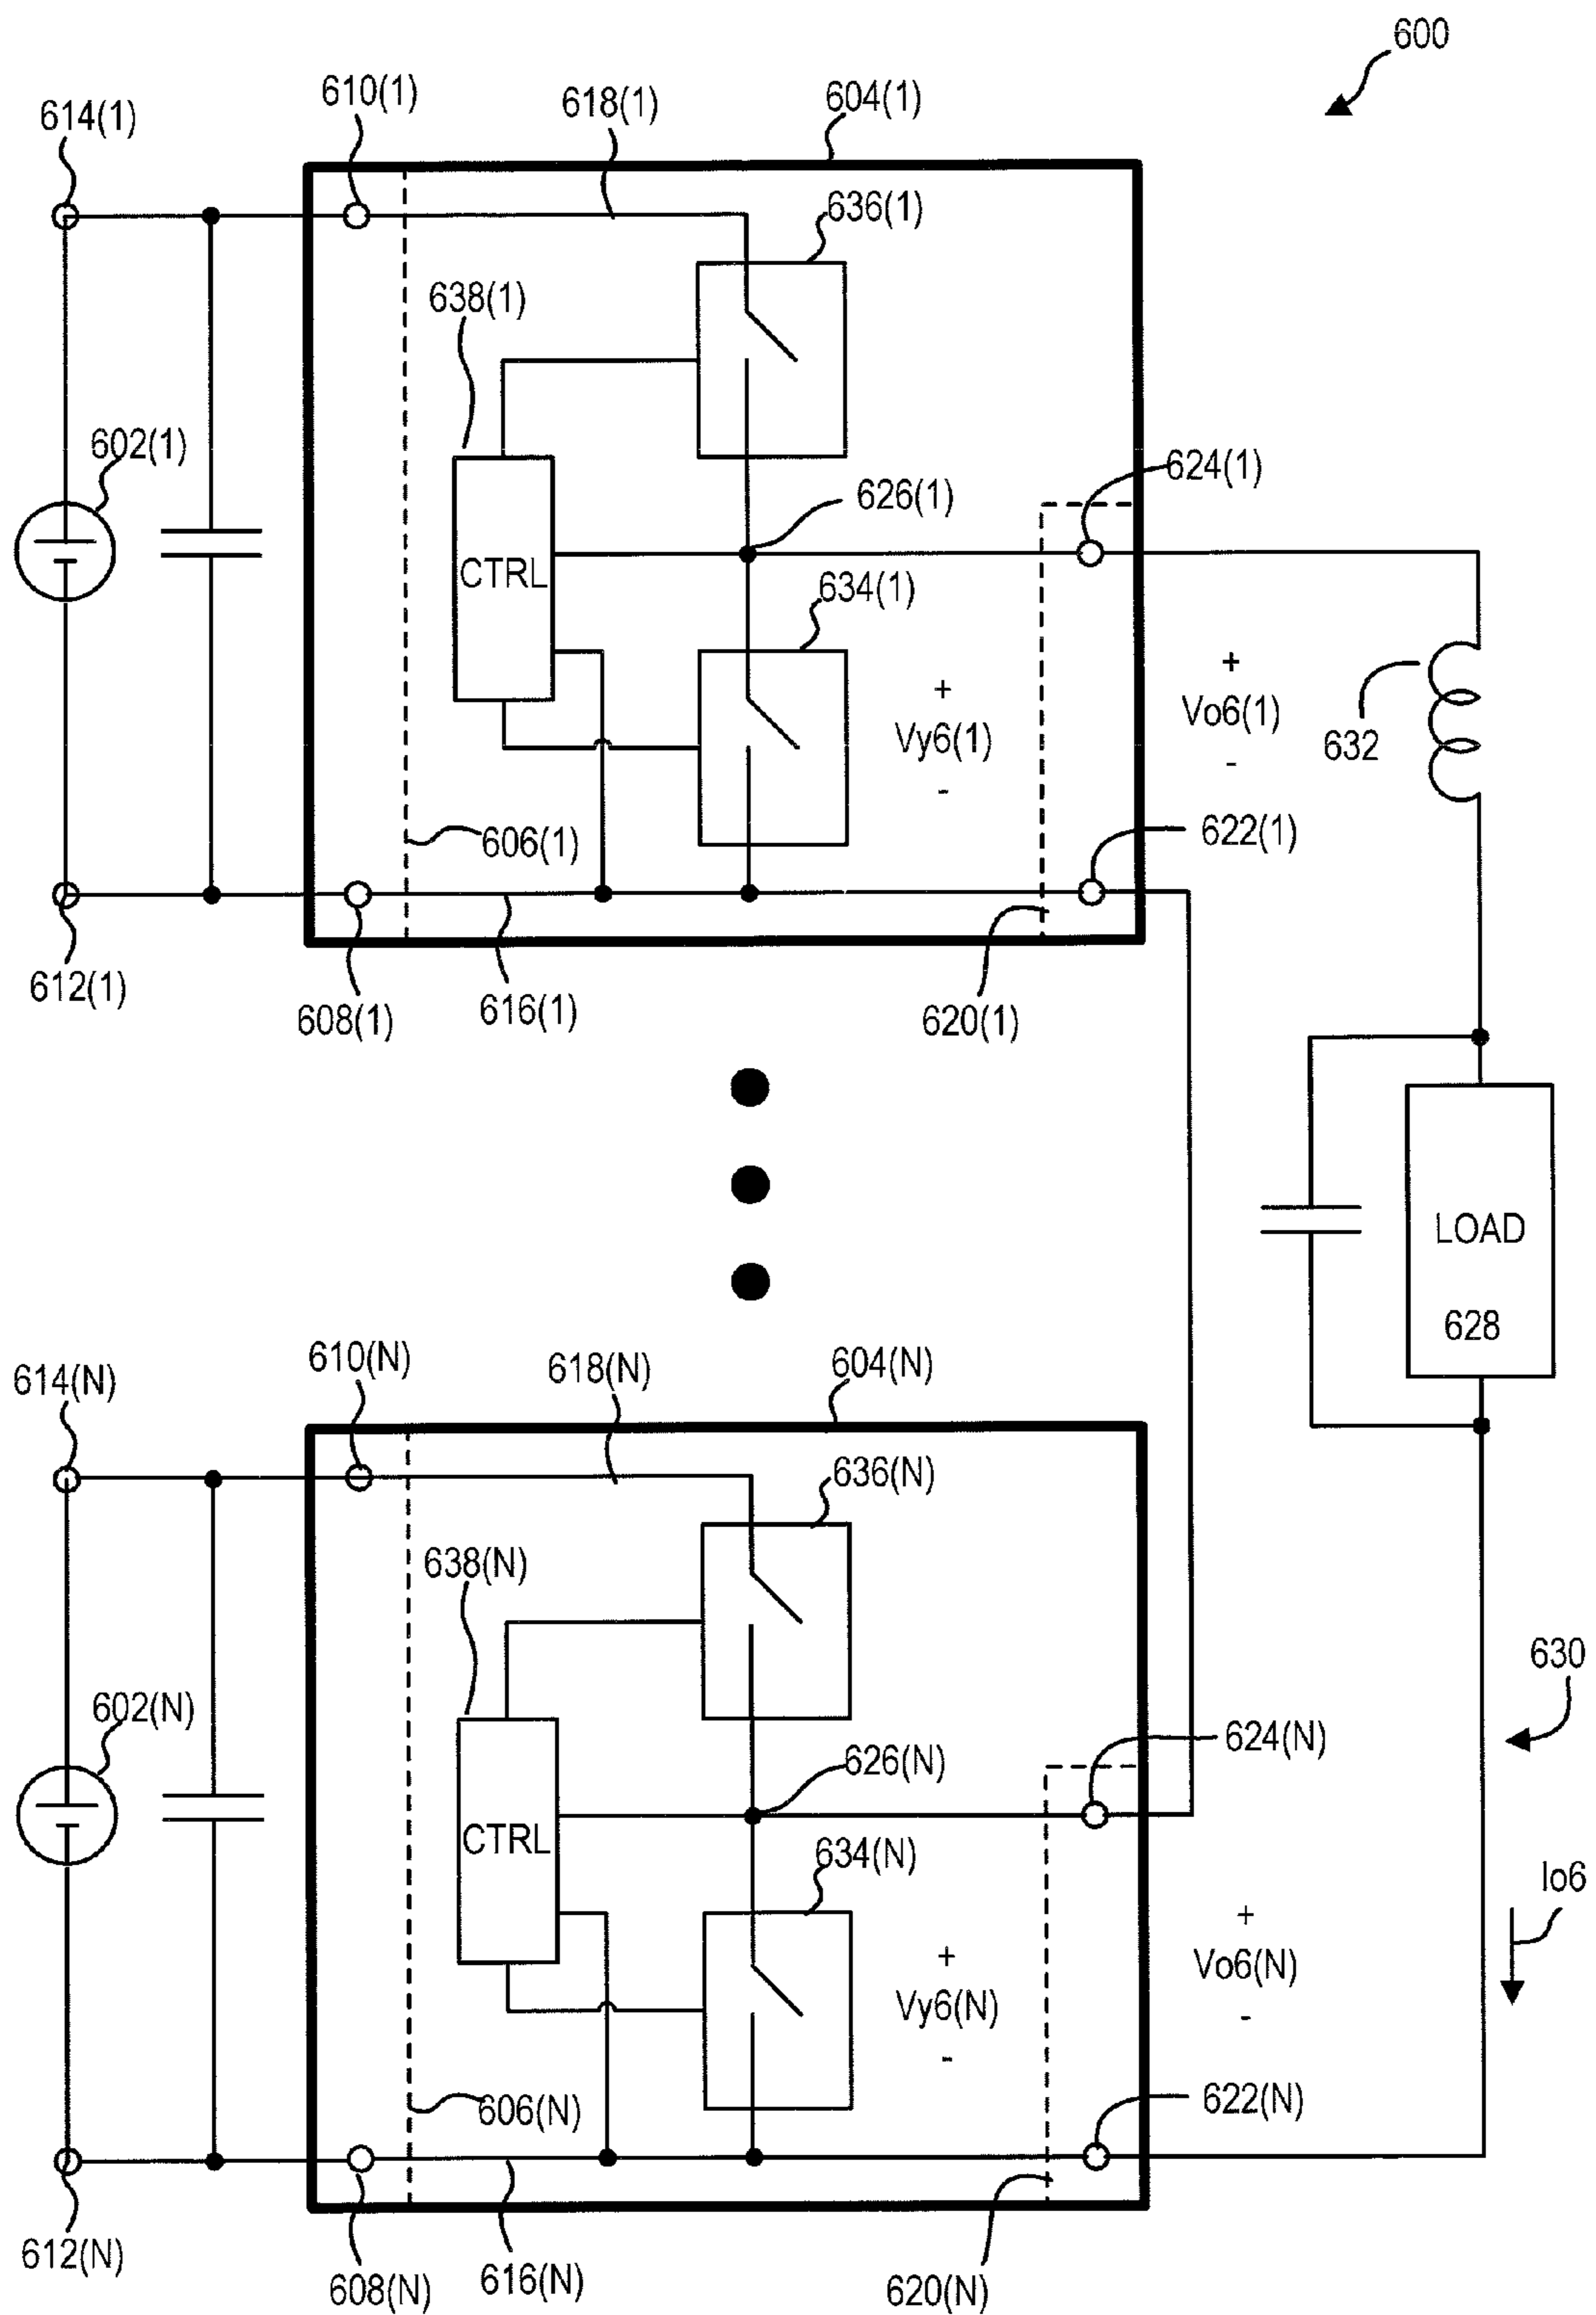 600
614(1)
610(1)
618(1)
604(1)
636(1)
638(1)
602(1)
626(1)
624(1)
CTRL
634(1)
+
Vy6(1)
-
+
Vo6(1)
-
632
606(1)
622(1)
612(1)
608(1)
616(1)
620(1)
LOAD
628
614(N)
610(N)
618(N)
604(N)
636(N)
638(N)
630
602(N)
626(N)
624(N)
CTRL
634(N)
+
Vy6(N)
-
+
Vo6(N)
-
Io6
606(N)
622(N)
612(N)
608(N)
616(N)
620(N)